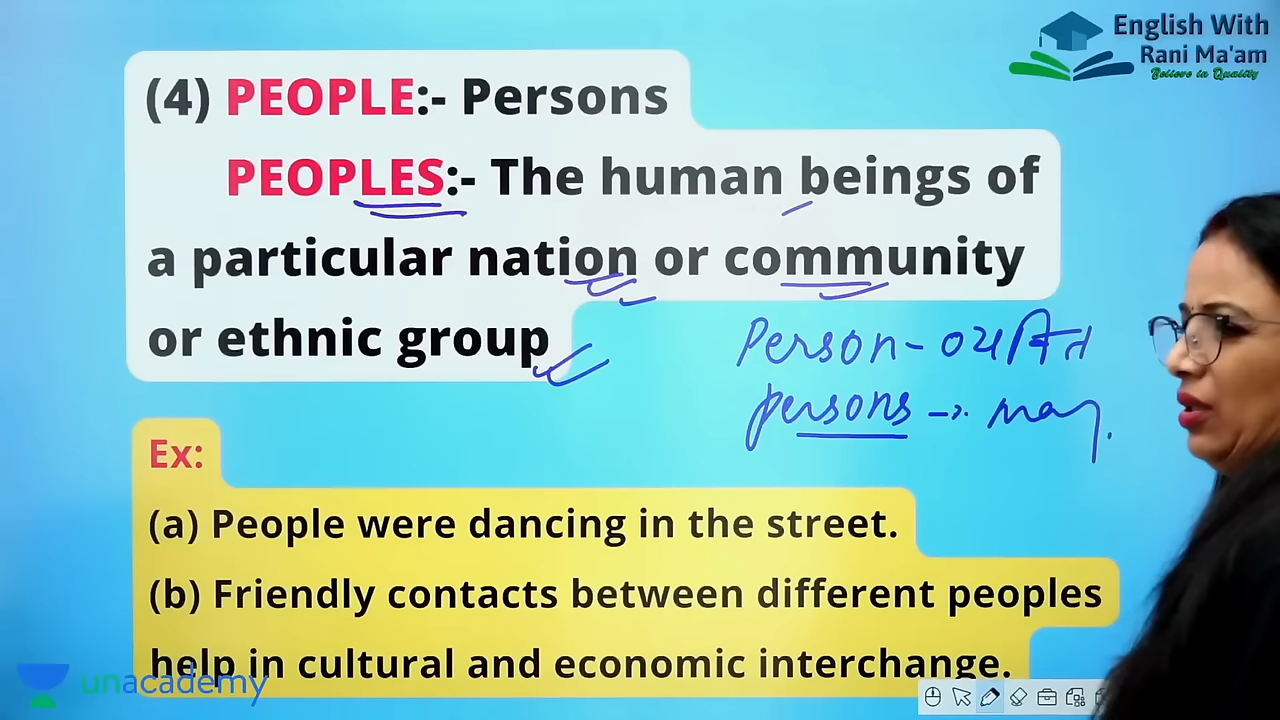 English With
Rani Ma'am
Believe in Quality
(4) PEOPLE:- Persons
PEOPLES:- The human beings of
a particular nation or community
or ethnic group
Person -
persons →
Ex:
(a) People were dancing in the street.
(b) Friendly contacts between different peoples
help in cultural and economic interchange.
unacademy